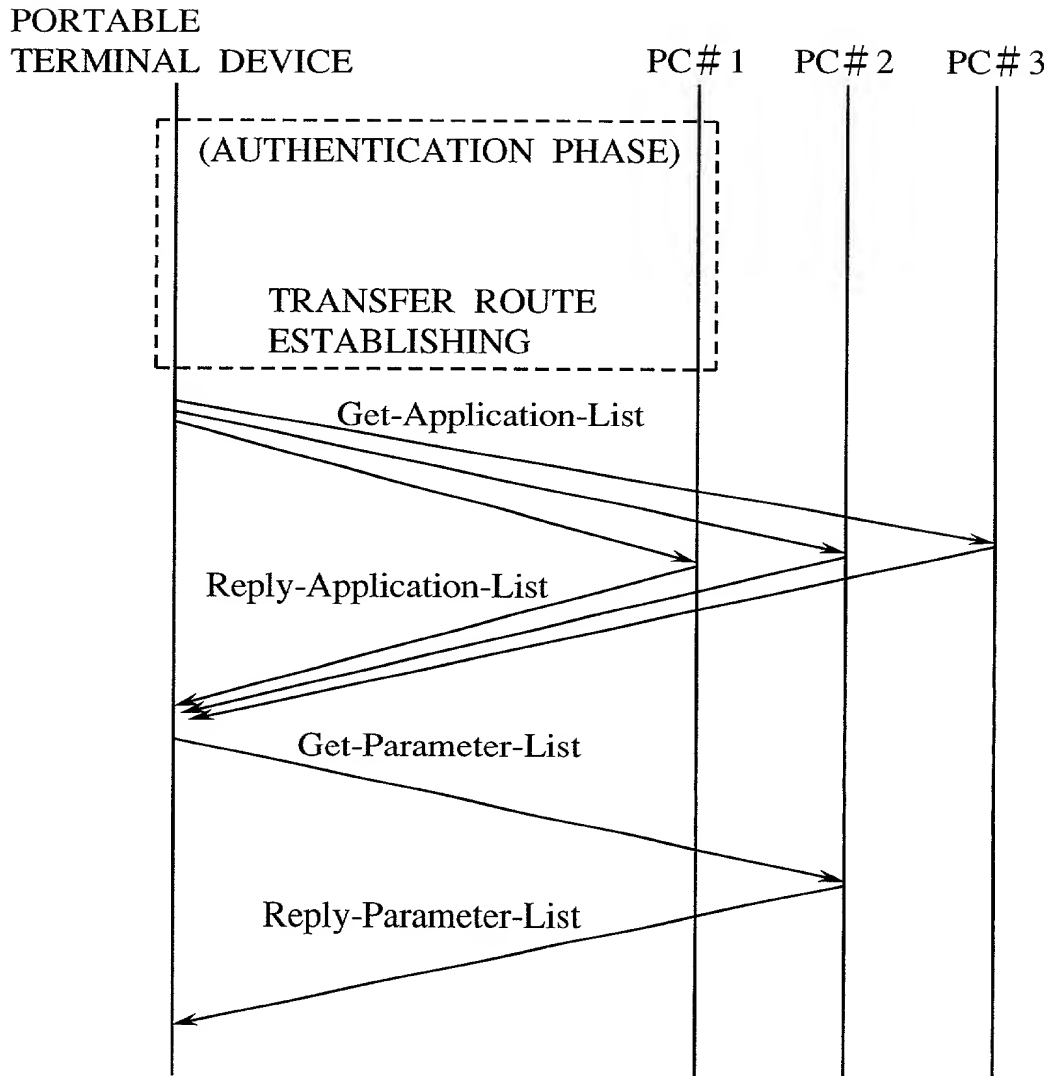 PORTABLE
TERMINAL DEVICE
PC#1 PC#2 PC#3
(AUTHENTICATION PHASE)
TRANSFER ROUTE
ESTABLISHING
Get-Application-List
Reply-Application-List
Get-Parameter-List
Reply-Parameter-List